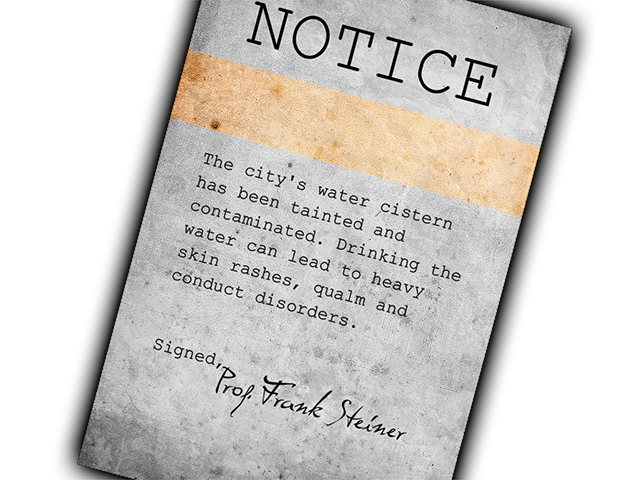 NOTICE
The city's water cistern
has been tainted and
contaminated. Drinking the
water can lead to heavy
skin rashes, qualm and
conduct disorders.
Signed,
Prof. Frank Steiner